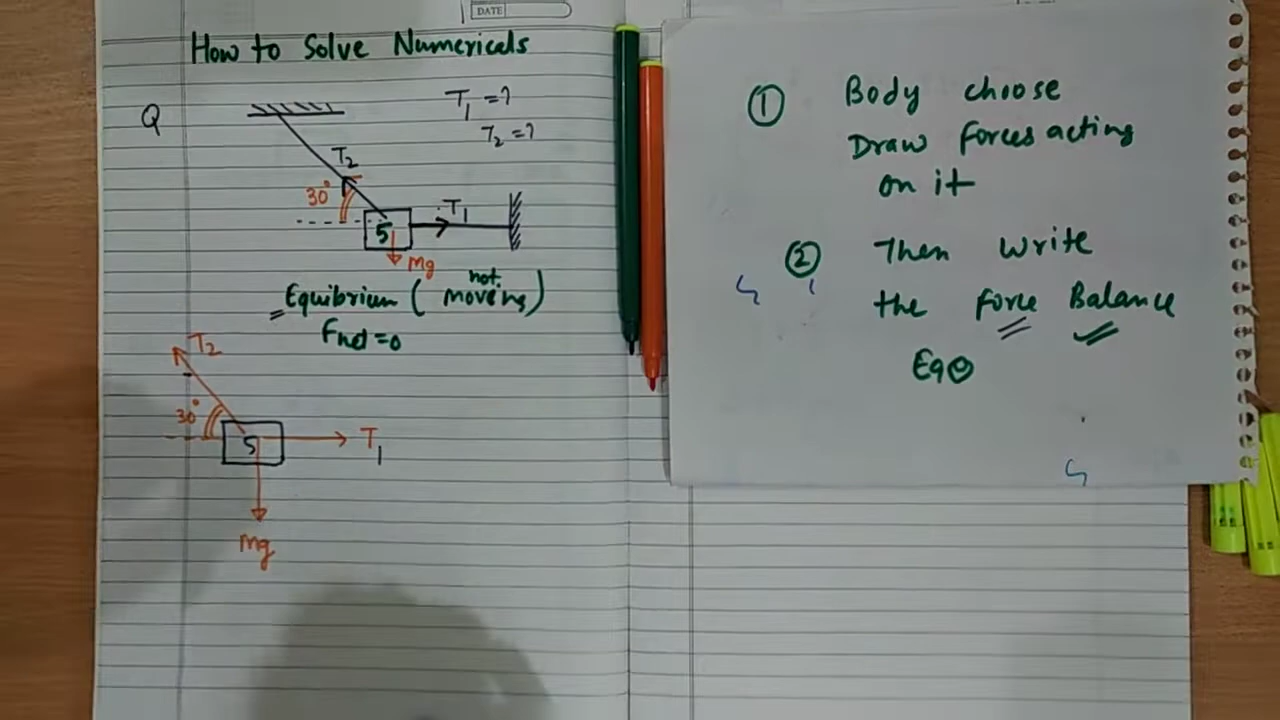 DATE
How to Solve Numericals
Q
T1 =?
T2 =?
T2
30°
5
T1
Mg
Equibrium ( not moveing )
Fnet =0
T2
30°
5
T1
Mg
① Body choose
Draw forces acting
on it
② Then write
the force Balance
Eq